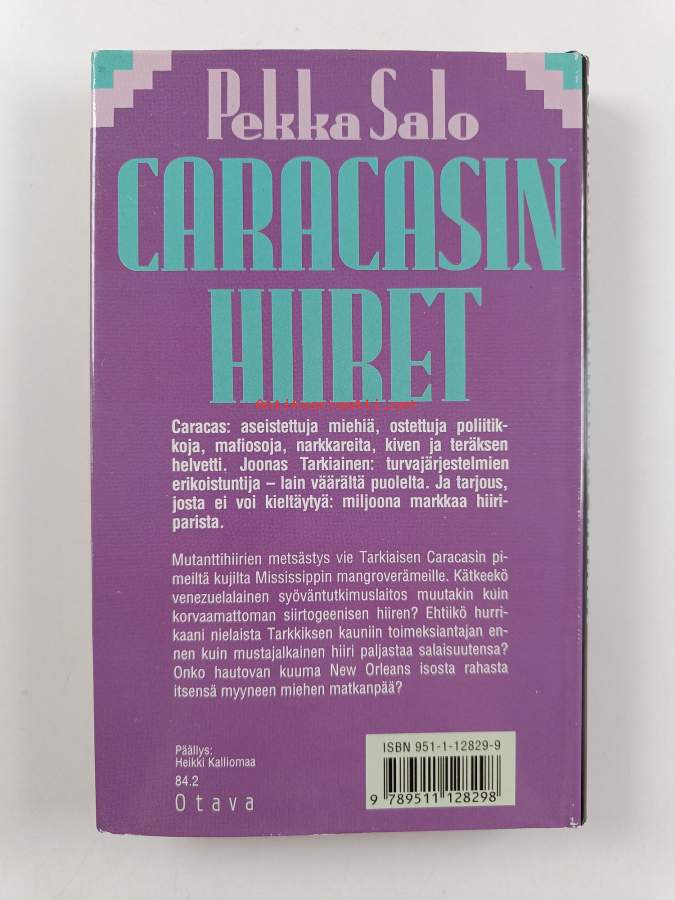 Pekka Salo
CARACASIN
HIIRET
Caracas: aseistettuja miehiä, ostettuja poliitik-
koja, mafiosoja, narkkareita, kiven ja teräksen
helvetti. Joonas Tarkiainen: turvajärjestelmien
erikoistuntija – lain väärältä puolelta. Ja tarjous,
josta ei voi kieltäytyä: miljoona markkaa hiiri-
parista.
Mutanttihiirien metsästys vie Tarkiaisen Caracasin pi-
meiltä kujilta Mississippin mangroverämeille. Kätkeekö
venezuelalainen syöväntutkimuslaitos muutakin kuin
korvaamattoman siirtogeenisen hiiren? Ehtiikö hurri-
kaani nielaista Tarkkiksen kauniin toimeksiantajan en-
nen kuin mustajalkainen hiiri paljastaa salaisuutensa?
Onko hautovan kuuma New Orleans isosta rahasta
itsensä myyneen miehen matkanpää?
Päällys:
Heikki Kalliomaa
84.2
Otava
ISBN 951-1-12829-9
9 789511 128298